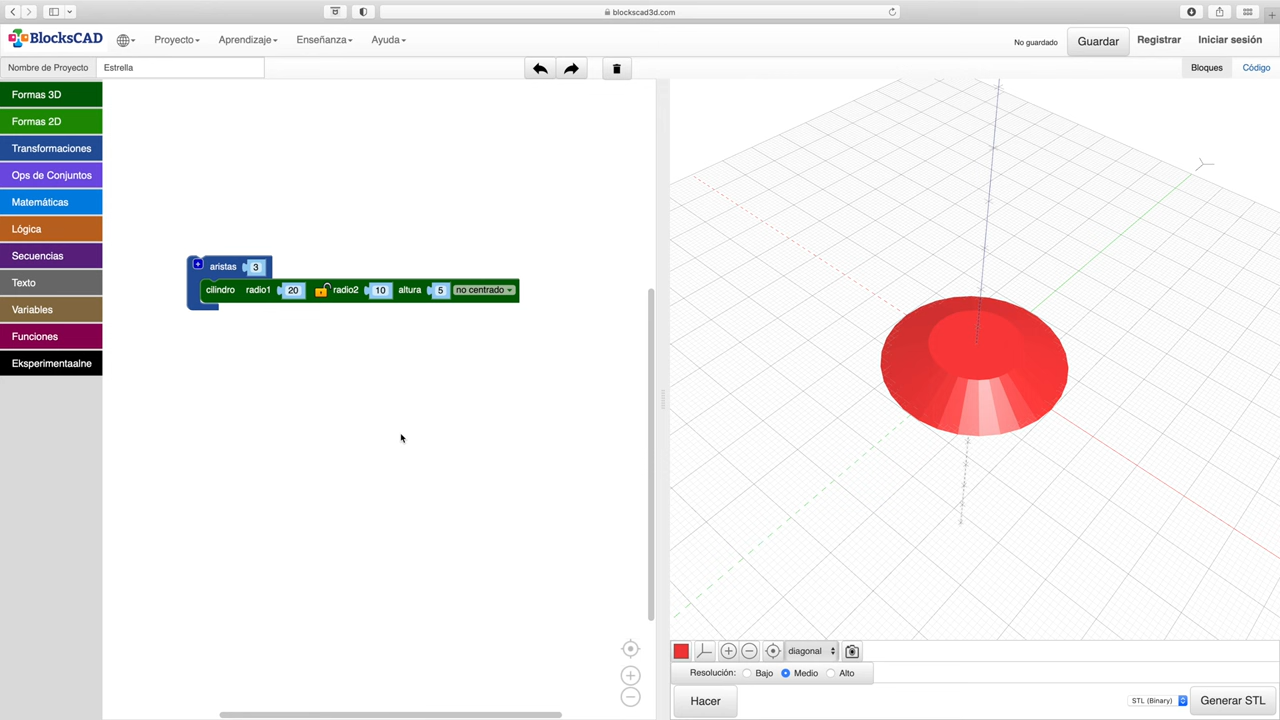 blockscad3d.com
BlocksCAD Proyecto Aprendizaje Enseñanza Ayuda No guardado Guardar Registrar Iniciar sesión
Nombre de Proyecto Estrella Bloques Código
Formas 3D
Formas 2D
Transformaciones
Ops de Conjuntos
Matemáticas
Lógica
Secuencias
Texto
Variables
Funciones
Eksperimentaalne
+ aristas 3
cilindro radio1 20 radio2 10 altura 5 no centrado
diagonal
Resolución: Bajo Medio Alto
Hacer STL (Binary) Generar STL